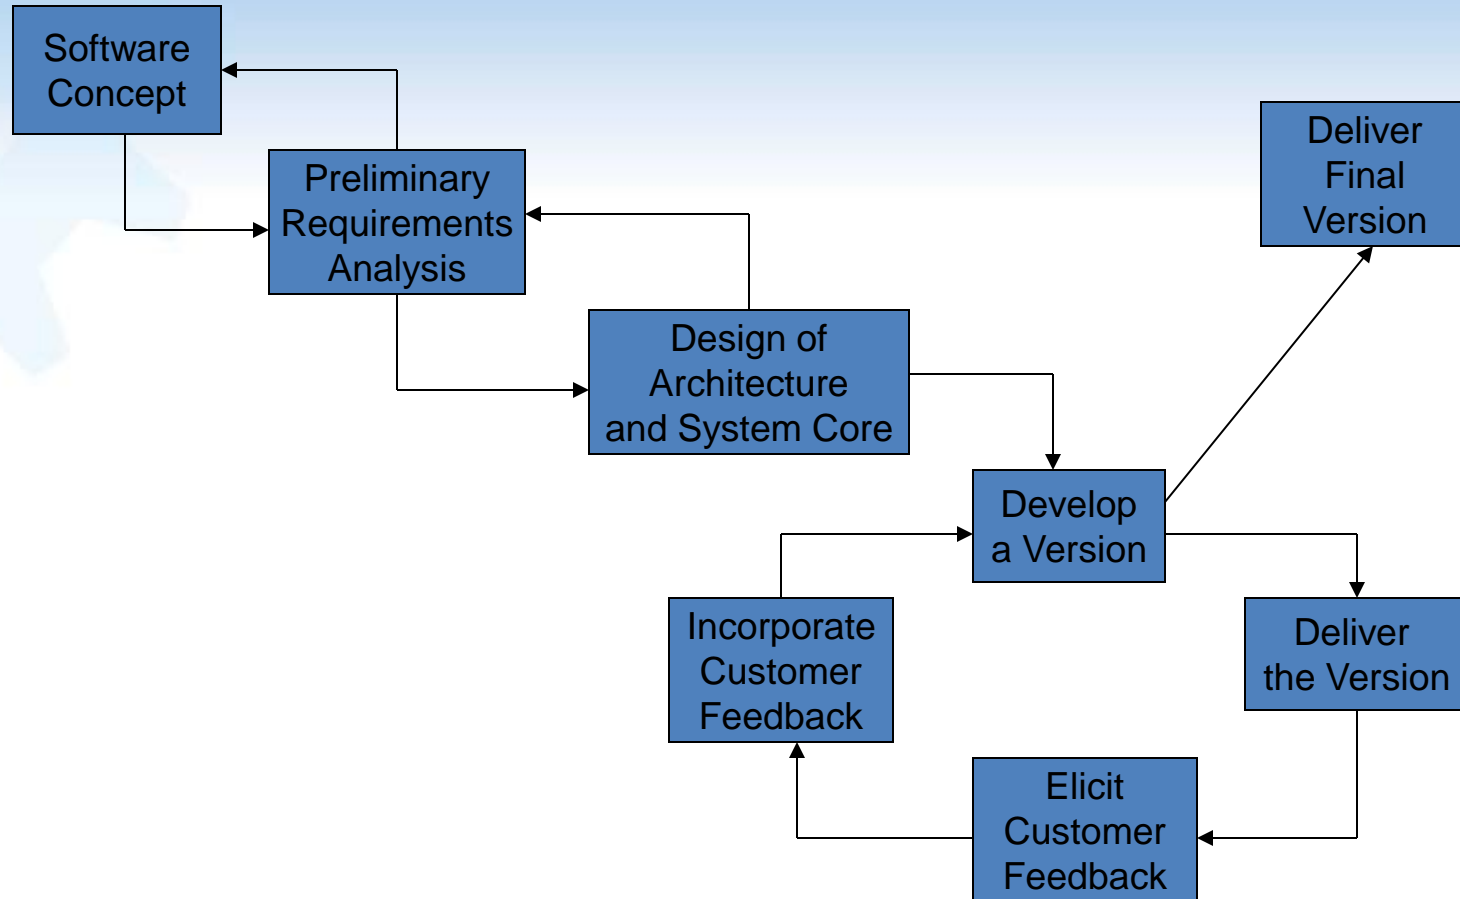 Software
Concept
Preliminary
Requirements
Analysis
Deliver
Final
Version
Design of
Architecture
and System Core
Develop
a Version
Incorporate
Customer
Feedback
Deliver
the Version
Elicit
Customer
Feedback